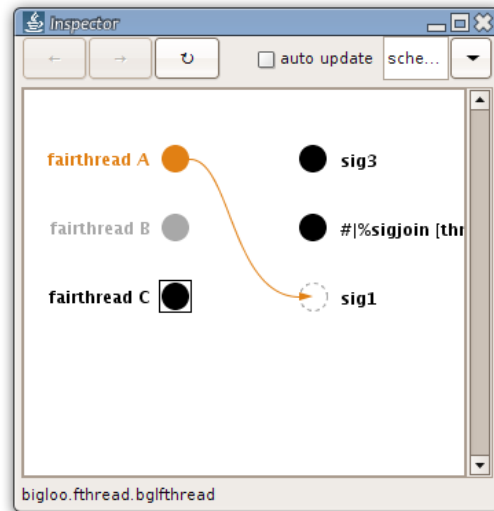 Inspector
auto update sche...
fairthread A sig3
fairthread B #|%sigjoin [thr
fairthread C sig1
bigloo.fthread.bglfthread